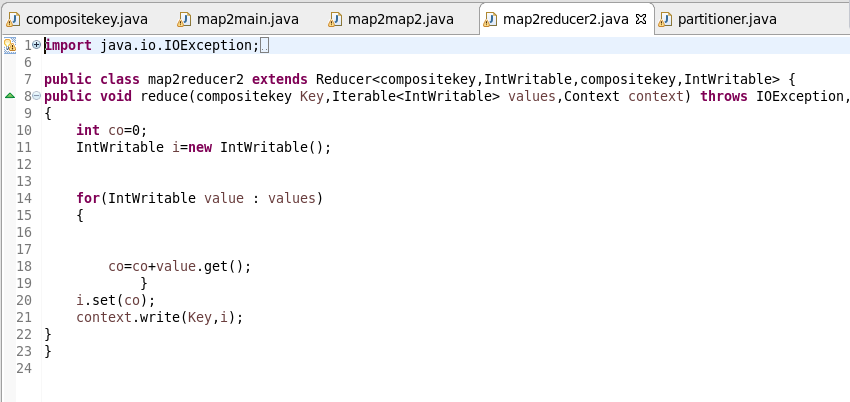 compositekey.java map2main.java map2map2.java map2reducer2.java partitioner.java
1 import java.io.IOException;
6
7 public class map2reducer2 extends Reducer<compositekey,IntWritable,compositekey,IntWritable> {
8 public void reduce(compositekey Key,Iterable<IntWritable> values,Context context) throws IOException,
9 {
10 int co=0;
11 IntWritable i=new IntWritable();
12
13
14 for(IntWritable value : values)
15 {
16
17
18 co=co+value.get();
19 }
20 i.set(co);
21 context.write(Key,i);
22 }
23 }
24